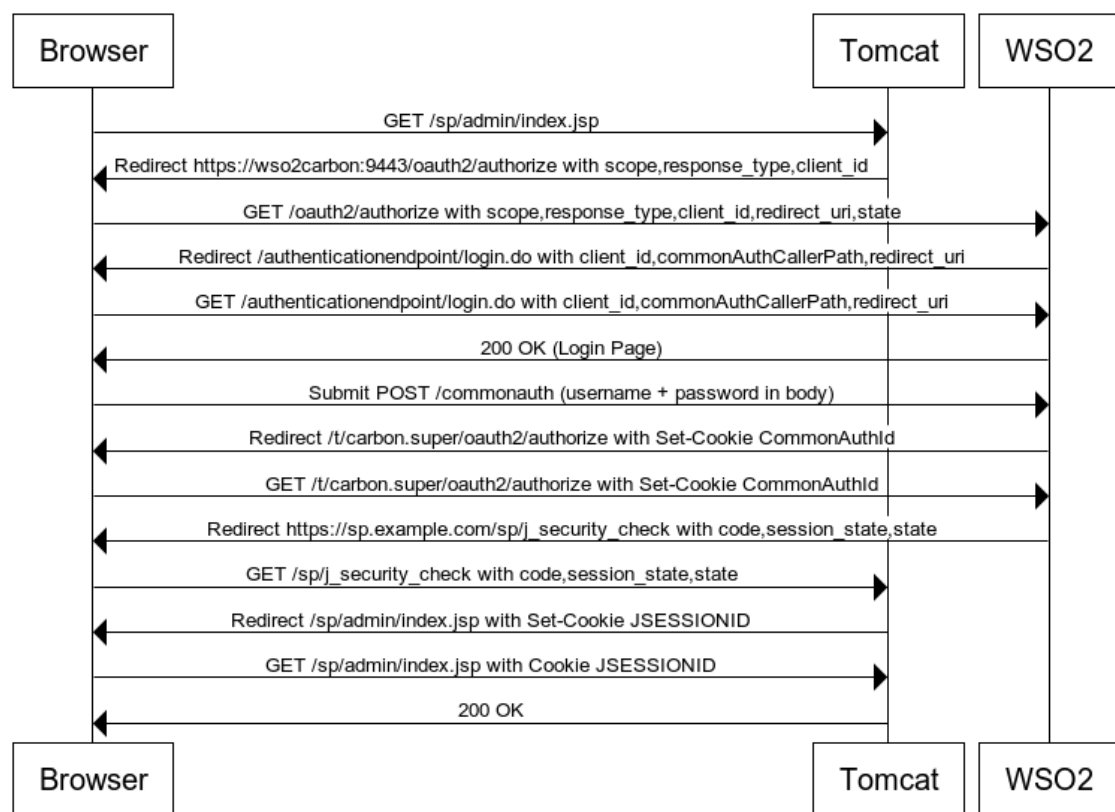 Browser Tomcat WSO2
GET /sp/admin/index.jsp
Redirect https://wso2carbon:9443/oauth2/authorize with scope,response_type,client_id
GET /oauth2/authorize with scope,response_type,client_id,redirect_uri,state
Redirect /authenticationendpoint/login.do with client_id,commonAuthCallerPath,redirect_uri
GET /authenticationendpoint/login.do with client_id,commonAuthCallerPath,redirect_uri
200 OK (Login Page)
Submit POST /commonauth (username + password in body)
Redirect /t/carbon.super/oauth2/authorize with Set-Cookie CommonAuthId
GET /t/carbon.super/oauth2/authorize with Set-Cookie CommonAuthId
Redirect https://sp.example.com/sp/j_security_check with code,session_state,state
GET /sp/j_security_check with code,session_state,state
Redirect /sp/admin/index.jsp with Set-Cookie JSESSIONID
GET /sp/admin/index.jsp with Cookie JSESSIONID
200 OK
Browser Tomcat WSO2